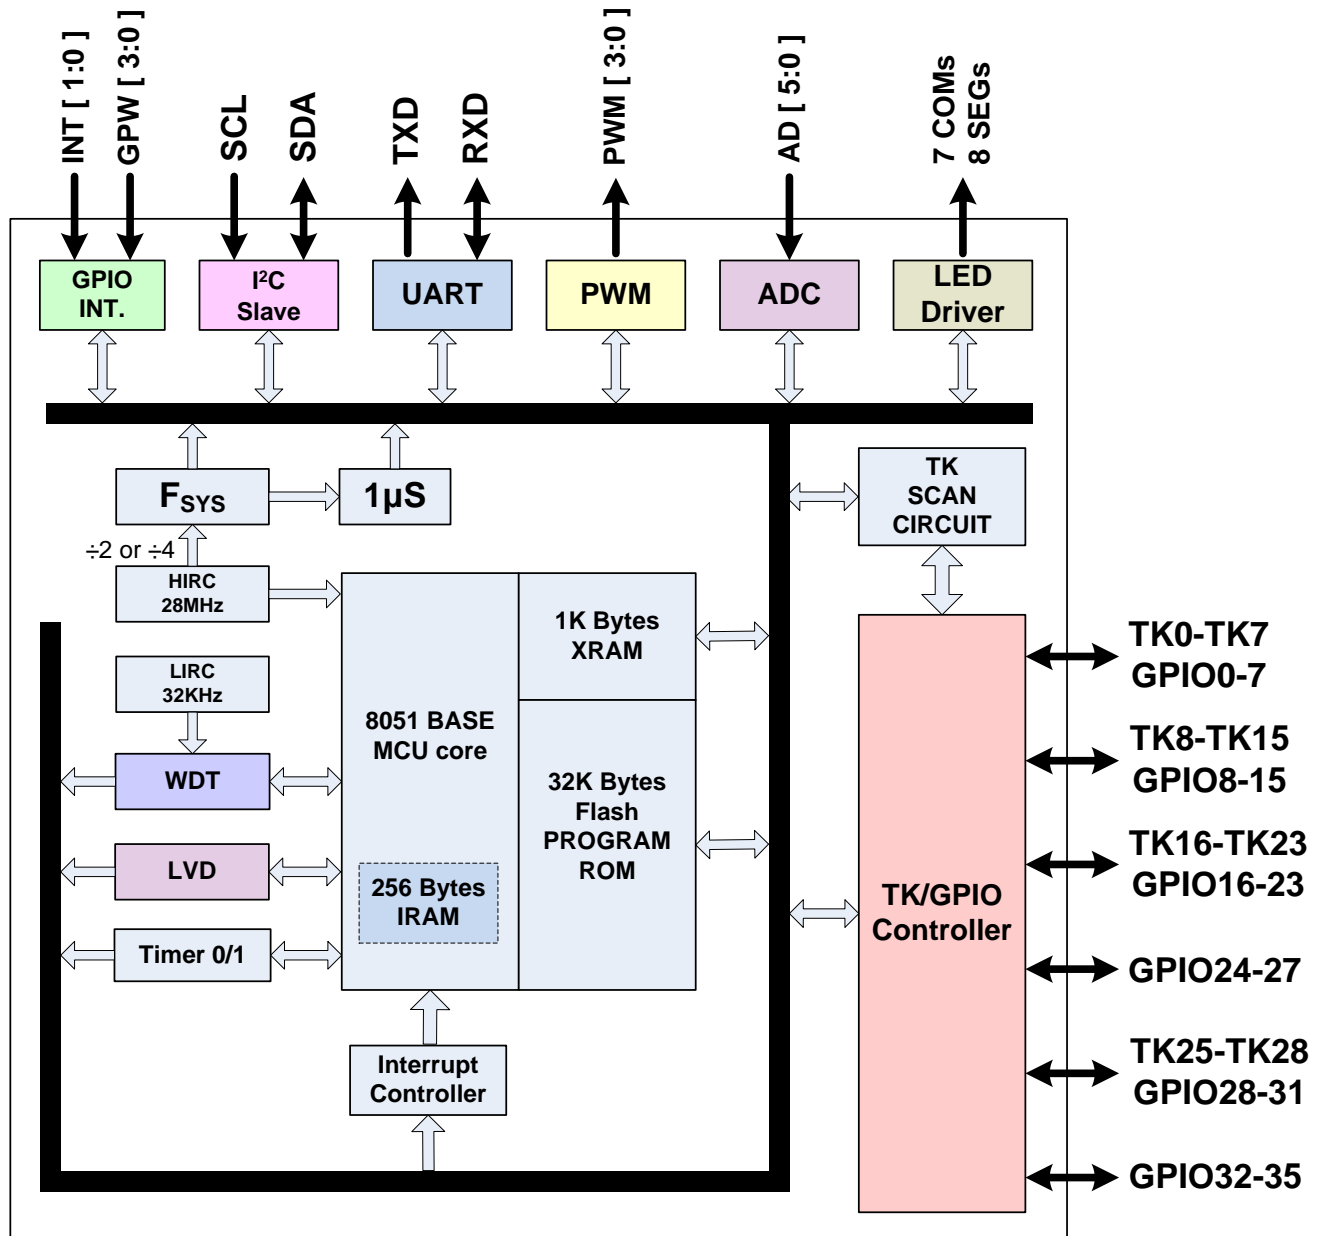 INT [ 1:0 ]
GPW [ 3:0 ]
SCL
SDA
TXD
RXD
PWM [ 3:0 ]
AD [ 5:0 ]
7 COMs
8 SEGs
GPIO
INT.
I²C
Slave
UART
PWM
ADC
LED
Driver
FSYS
1µS
TK
SCAN
CIRCUIT
÷2 or ÷4
HIRC
28MHz
LIRC
32KHz
WDT
LVD
Timer 0/1
8051 BASE
MCU core
256 Bytes
IRAM
1K Bytes
XRAM
32K Bytes
Flash
PROGRAM
ROM
Interrupt
Controller
TK/GPIO
Controller
TK0-TK7
GPIO0-7
TK8-TK15
GPIO8-15
TK16-TK23
GPIO16-23
GPIO24-27
TK25-TK28
GPIO28-31
GPIO32-35